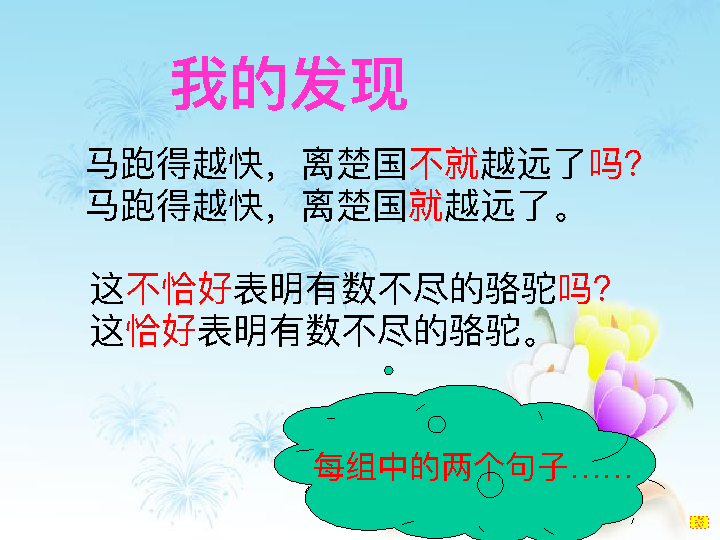 我的发现
马跑得越快，离楚国不就越远了吗?
马跑得越快，离楚国就越远了。
这不恰好表明有数不尽的骆驼吗?
这恰好表明有数不尽的骆驼。
每组中的两个句子……